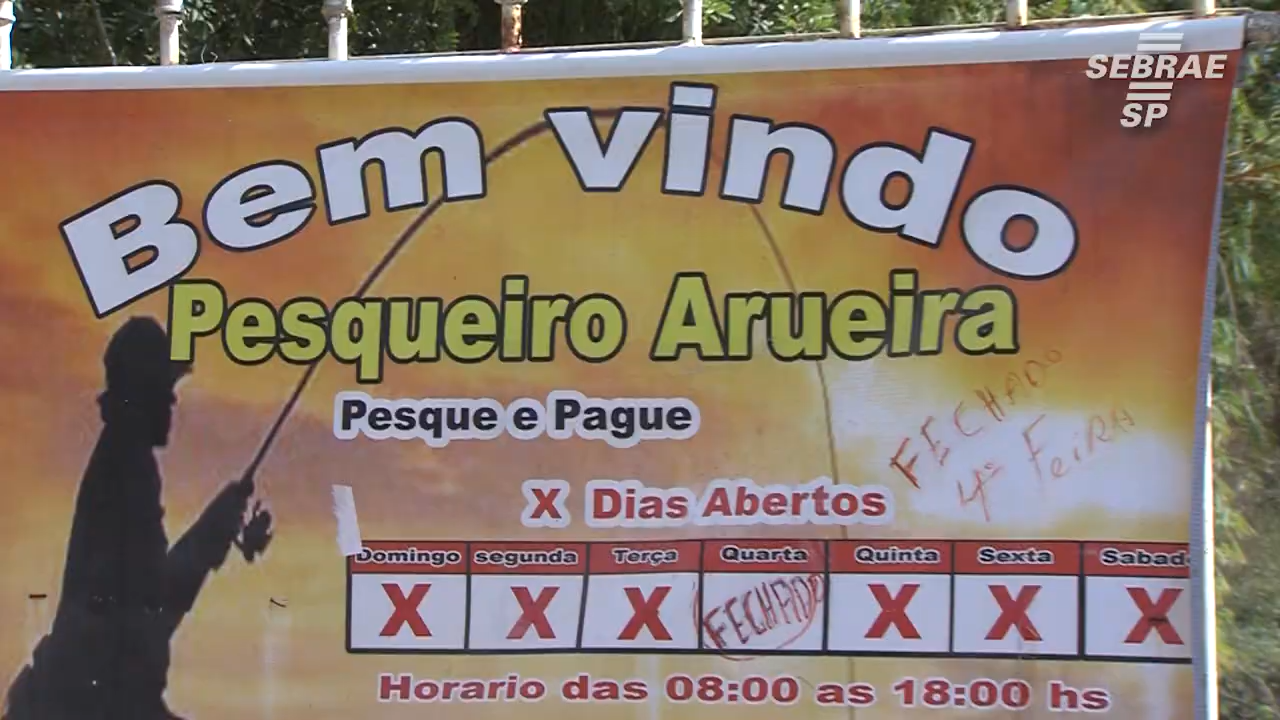 SEBRAE
SP
Bem vindo
Pesqueiro Arueira
Pesque e Pague
FECHADO
4ª FeiRA
X Dias Abertos
Domingo segunda Terça Quarta Quinta Sexta Sabad
X X X FECHADO X X X
Horario das 08:00 as 18:00 hs